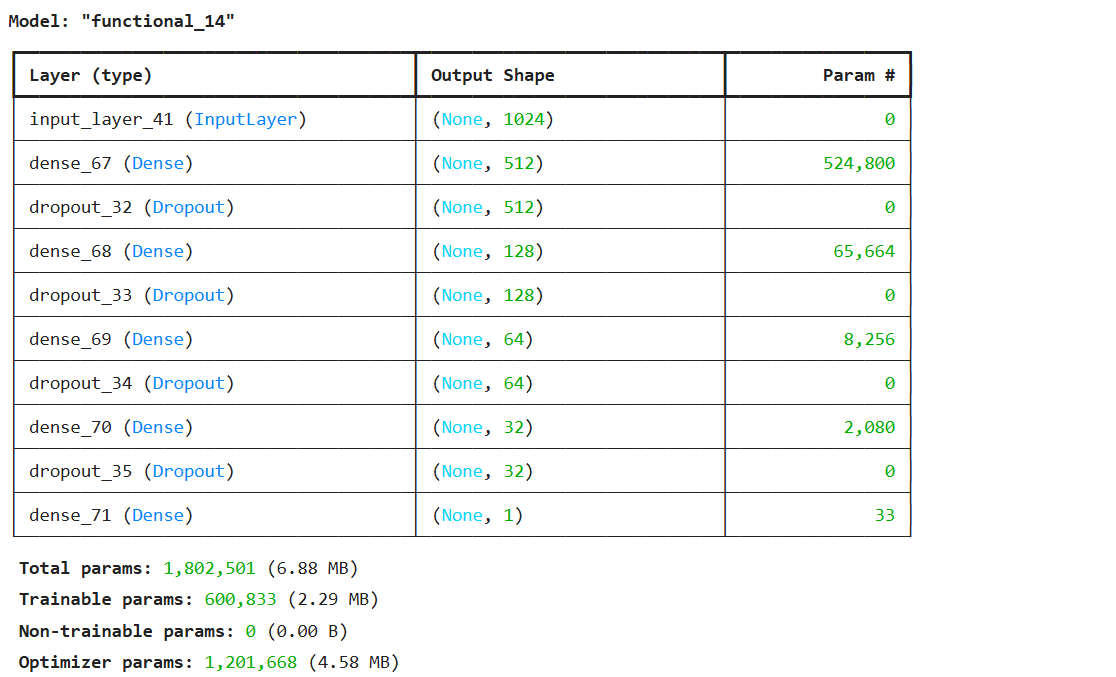 Model: "functional_14"
Layer (type) Output Shape Param #
input_layer_41 (InputLayer) (None, 1024) 0
dense_67 (Dense) (None, 512) 524,800
dropout_32 (Dropout) (None, 512) 0
dense_68 (Dense) (None, 128) 65,664
dropout_33 (Dropout) (None, 128) 0
dense_69 (Dense) (None, 64) 8,256
dropout_34 (Dropout) (None, 64) 0
dense_70 (Dense) (None, 32) 2,080
dropout_35 (Dropout) (None, 32) 0
dense_71 (Dense) (None, 1) 33
Total params: 1,802,501 (6.88 MB)
Trainable params: 600,833 (2.29 MB)
Non-trainable params: 0 (0.00 B)
Optimizer params: 1,201,668 (4.58 MB)